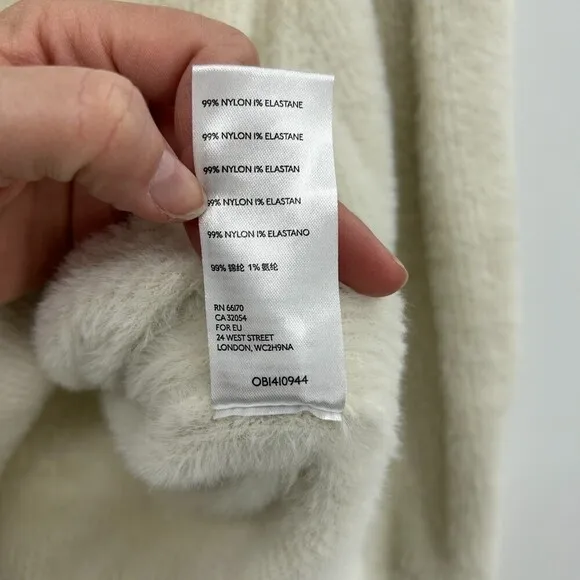 99% NYLON 1% ELASTANE
99% NYLON 1% ELASTANE
99% NYLON 1% ELASTAN
99% NYLON 1% ELASTAN
99% NYLON 1% ELASTANO
99% 锦纶 1% 氨纶
RN 66170
CA 32054
FOR EU
24 WEST STREET
LONDON, WC2H9NA
OB1410944